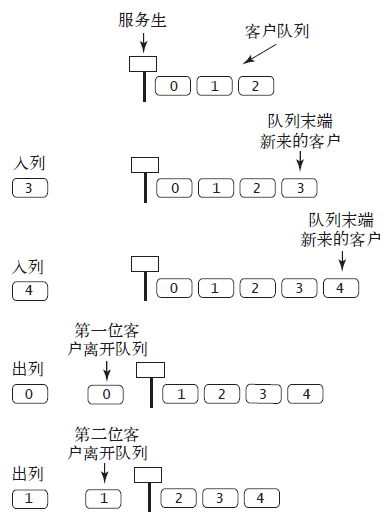 服务生
客户队列
0 1 2
队列末端
新来的客户
入列
3
0 1 2 3
队列末端
新来的客户
入列
4
0 1 2 3 4
第一位客
户离开队列
出列
0
0
1 2 3 4
第二位客
户离开队列
出列
1
1
2 3 4